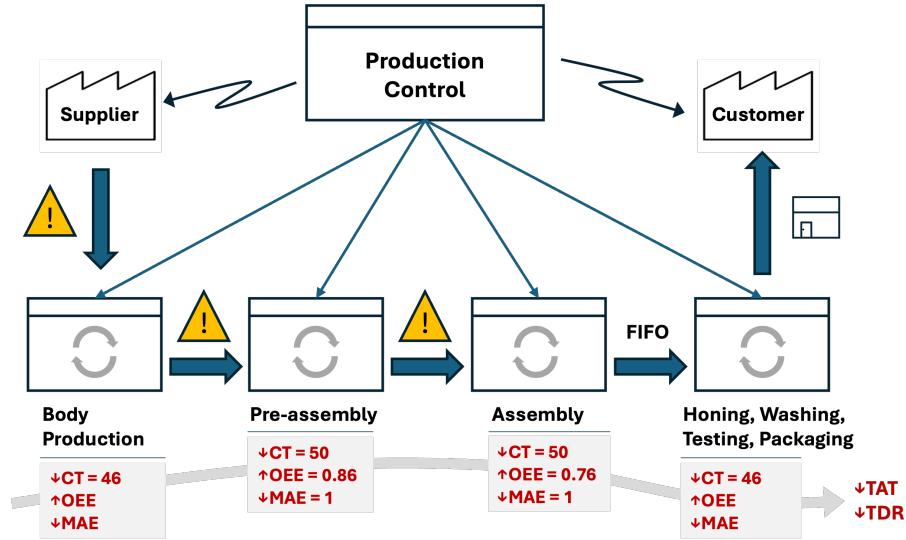 Production
Control
Supplier
Customer
!
!
!
FIFO
Body
Production
Pre-assembly
Assembly
Honing, Washing,
Testing, Packaging
↓CT = 46
↑OEE
↓MAE
↓CT = 50
↑OEE = 0.86
↓MAE = 1
↓CT = 50
↑OEE = 0.76
↓MAE = 1
↓CT = 46
↑OEE
↓MAE
↓TAT
↓TDR